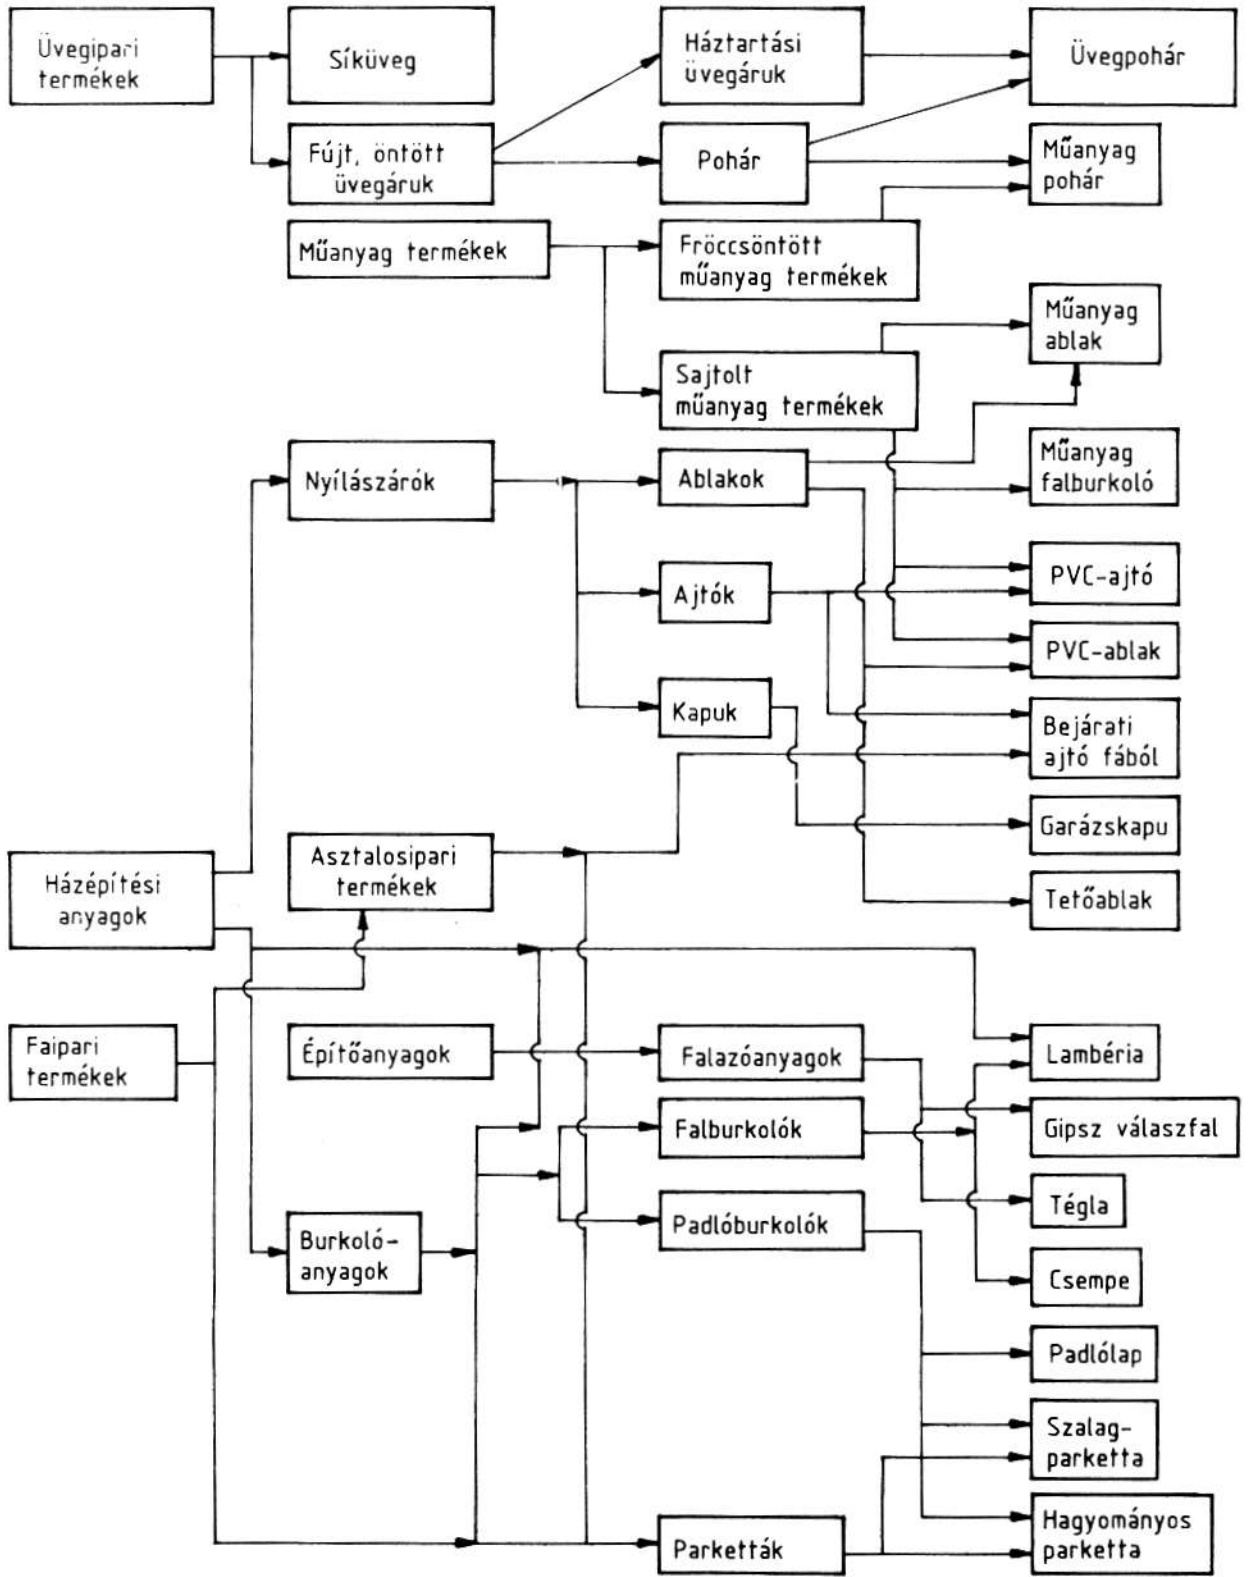 Üvegipari
termékek
Síküveg
Háztartási
üvegáruk
Üvegpohár
Fújt, öntött
üvegáruk
Pohár
Műanyag
pohár
Műanyag termékek
Fröccsöntött
műanyag termékek
Műanyag
ablak
Sajtolt
műanyag termékek
Nyílászárók
Ablakok
Műanyag
falburkoló
Ajtók
PVC-ajtó
PVC-ablak
Kapuk
Bejárati
ajtó fából
Garázskapu
Házépítési
anyagok
Asztalosipari
termékek
Tetőablak
Faipari
termékek
Építőanyagok
Falazóanyagok
Lambéria
Falburkolók
Gipsz válaszfal
Padlóburkolók
Tégla
Burkoló-
anyagok
Csempe
Padlólap
Szalag-
parketta
Parketták
Hagyományos
parketta